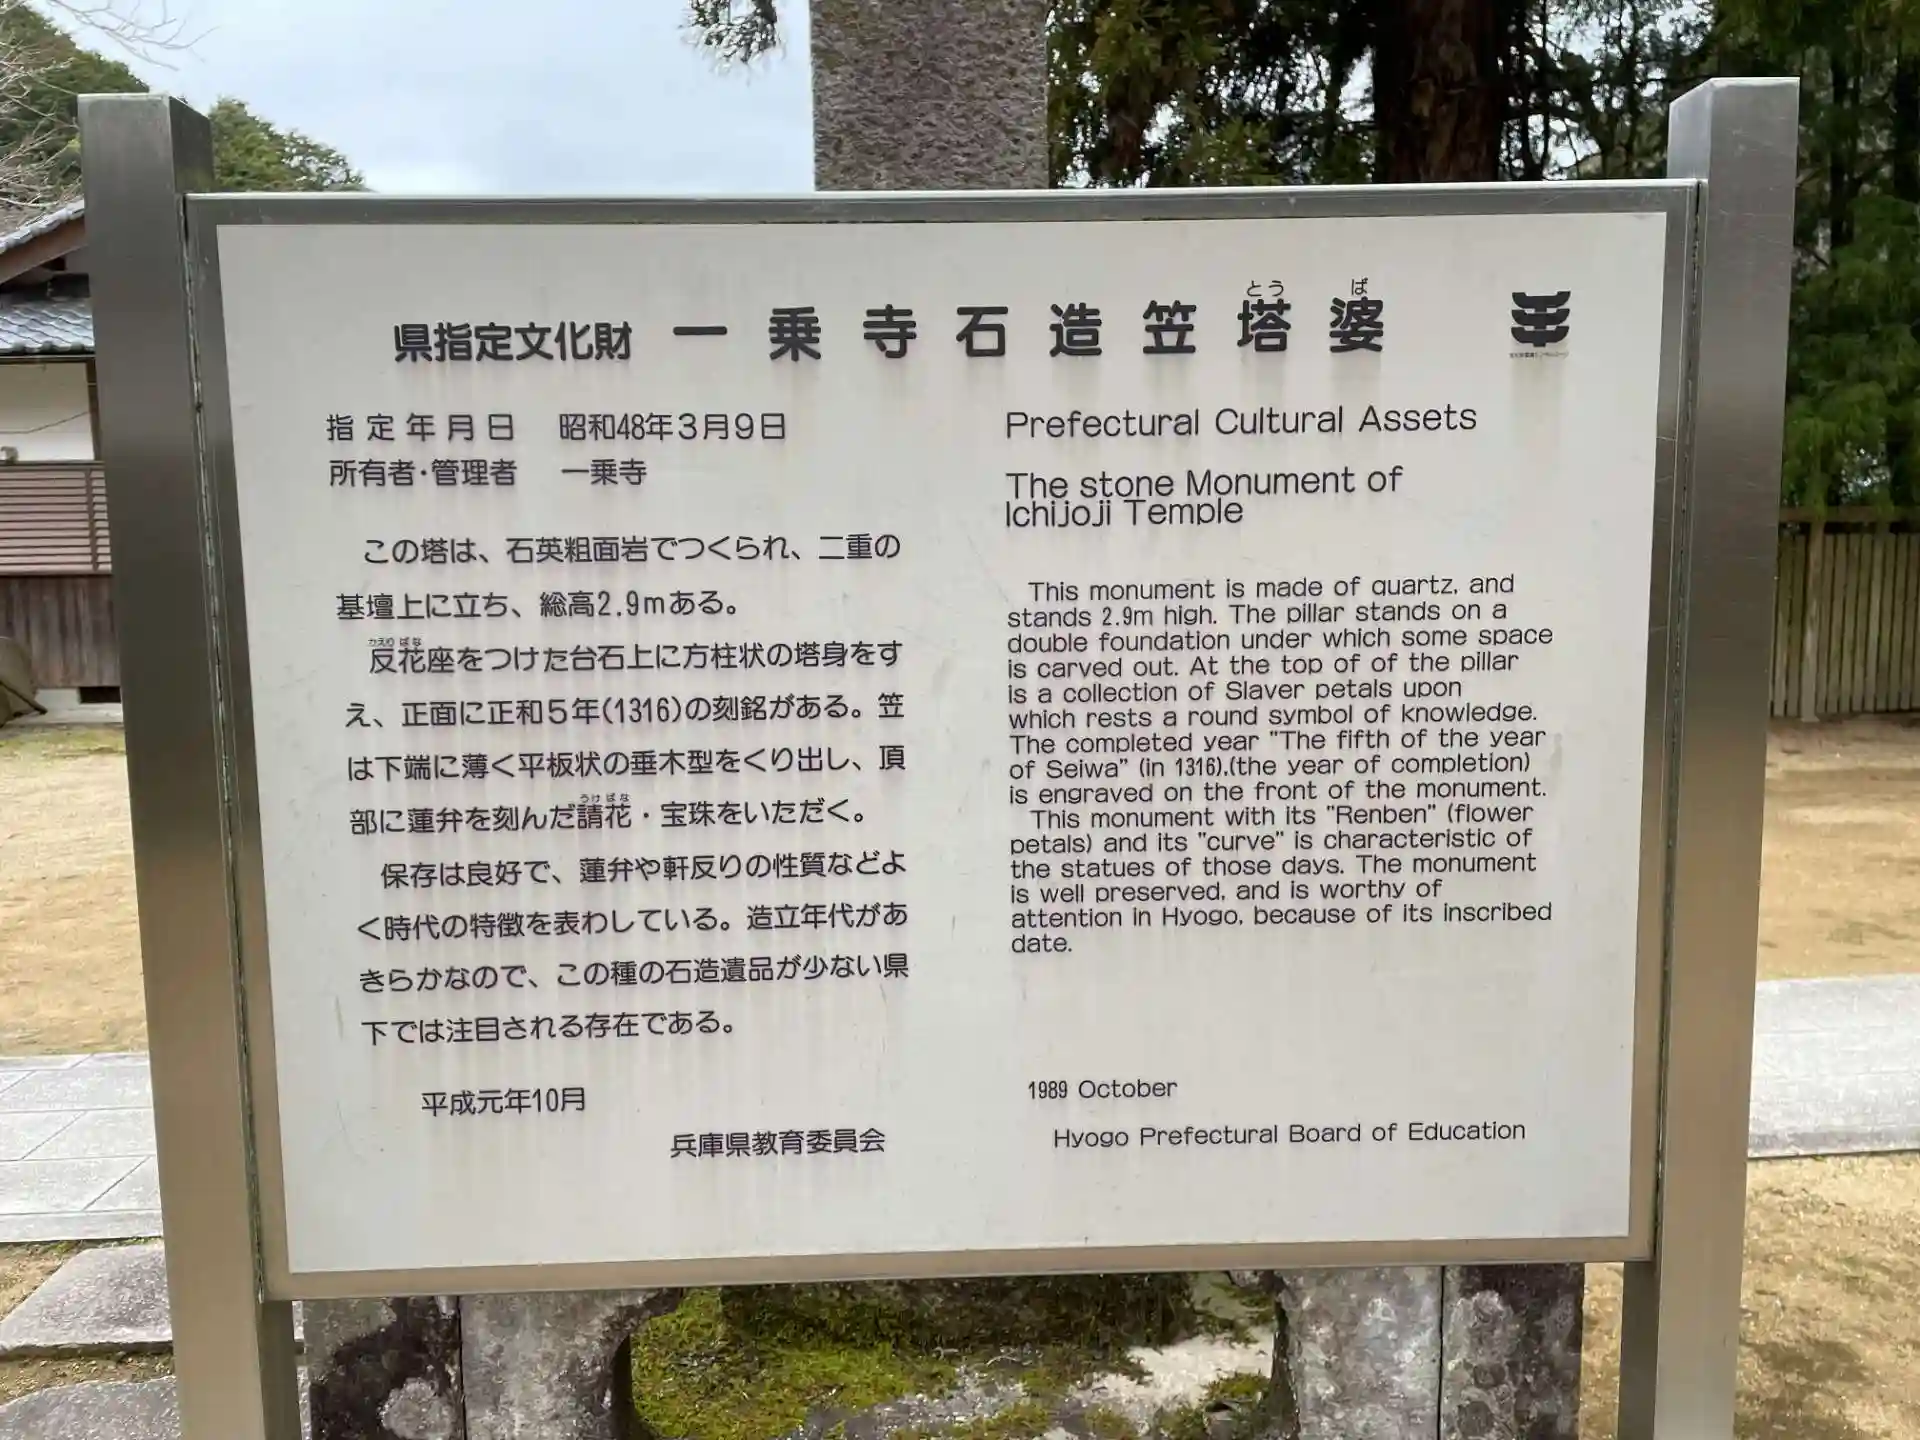 県指定文化財 一乗寺石造笠塔婆
とう ば
指定年月日 昭和48年3月9日
所有者・管理者 一乗寺
この塔は、石英粗面岩でつくられ、二重の
基壇上に立ち、総高2.9mある。
かえり ばな
反花座をつけた台石上に方柱状の塔身をす
え、正面に正和5年(1316)の刻銘がある。笠
は下端に薄く平板状の垂木型をくり出し、頂
うけ ばな
部に蓮弁を刻んだ請花・宝珠をいただく。
保存は良好で、蓮弁や軒反りの性質などよ
く時代の特徴を表わしている。造立年代があ
きらかなので、この種の石造遺品が少ない県
下では注目される存在である。
平成元年10月
兵庫県教育委員会
Prefectural Cultural Assets
The stone Monument of
Ichijoji Temple
This monument is made of quartz, and
stands 2.9m high. The pillar stands on a
double foundation under which some space
is carved out. At the top of of the pillar
is a collection of Slaver petals upon
which rests a round symbol of knowledge.
The completed year "The fifth of the year
of Seiwa" (in 1316).(the year of completion)
is engraved on the front of the monument.
This monument with its "Renben" (flower
petals) and its "curve" is characteristic of
the statues of those days. The monument
is well preserved, and is worthy of
attention in Hyogo, because of its inscribed
date.
1989 October
Hyogo Prefectural Board of Education